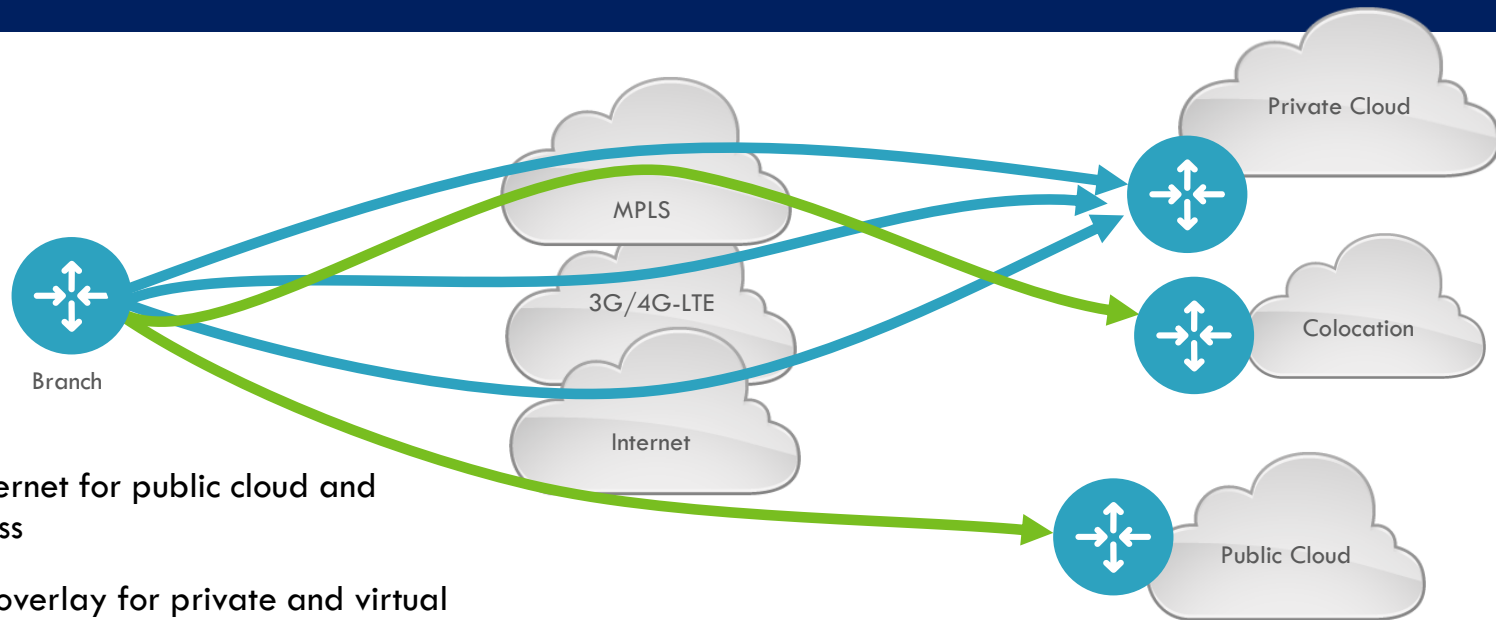 Private Cloud
MPLS
3G/4G-LTE
Colocation
Branch
Internet
ernet for public cloud and
ss
Public Cloud
overlay for private and virtual